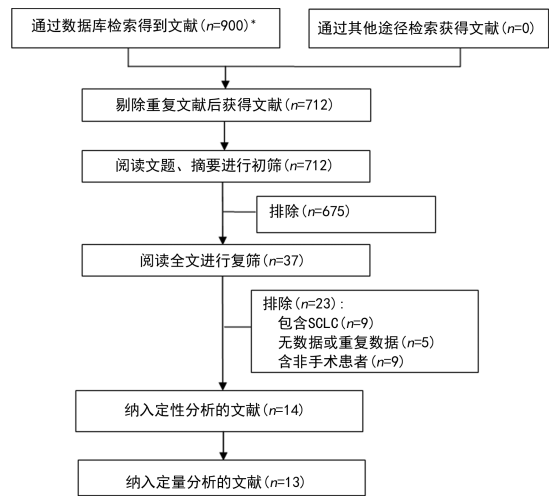 通过数据库检索得到文献(n=900)*
通过其他途径检索获得文献(n=0)
剔除重复文献后获得文献(n=712)
阅读文题、摘要进行初筛(n=712)
排除(n=675)
阅读全文进行复筛(n=37)
排除(n=23):
包含SCLC(n=9)
无数据或重复数据(n=5)
含非手术患者(n=9)
纳入定性分析的文献(n=14)
纳入定量分析的文献(n=13)